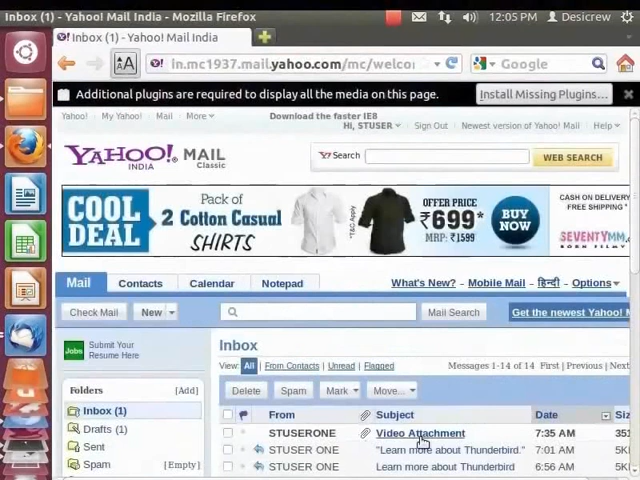 Inbox (1) - Yahoo! Mail India - Mozilla Firefox
12:05 PM
Desicrew
Inbox (1) - Yahoo! Mail India
in.mc1937.mail.yahoo.com/mc/welcor
Google
Additional plugins are required to display all the media on this page.
Install Missing Plugins...
Yahoo! My Yahoo! Mail More
Download the faster IE8
Hi, STUSER Sign Out Newest version of Yahoo! Mail Help
YAHOO! MAIL
INDIA Classic
Search
WEB SEARCH
COOL DEAL
Pack of
2 Cotton Casual
SHIRTS
*T&C Apply
OFFER PRICE
₹699*
MRP: ₹1599
BUY NOW
CASH ON DELIVERY
FREE SHIPPING*
SEVENTYMM
Mail Contacts Calendar Notepad
What's New? - Mobile Mail - हिन्दी - Options
Check Mail New Mail Search Get the newest Yahoo! M
Jobs Submit Your
Resume Here
Inbox
View: All | From Contacts | Unread | Flagged
Messages 1-14 of 14 First | Previous | Next
Folders [Add]
Delete Spam Mark Move...
Inbox (1)
Drafts (1)
Sent
Spam [Empty]
From Subject Date Siz
STUSERONE Video Attachment 7:35 AM 351
STUSER ONE "Learn more about Thunderbird." 7:01 AM 5KE
STUSER ONE Learn more about Thunderbird 6:56 AM 5KE